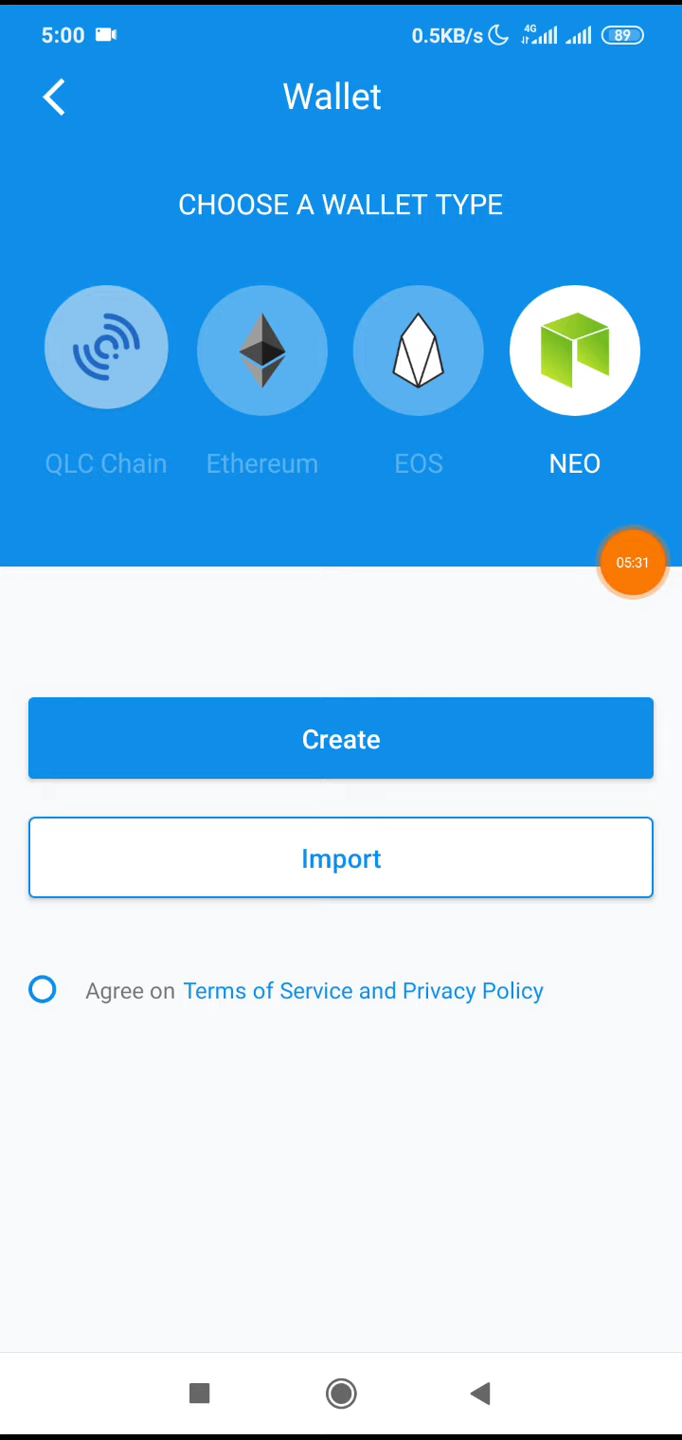 5:00 0.5KB/s 4G 89
Wallet
CHOOSE A WALLET TYPE
QLC Chain Ethereum EOS NEO
05:31
Create
Import
Agree on Terms of Service and Privacy Policy